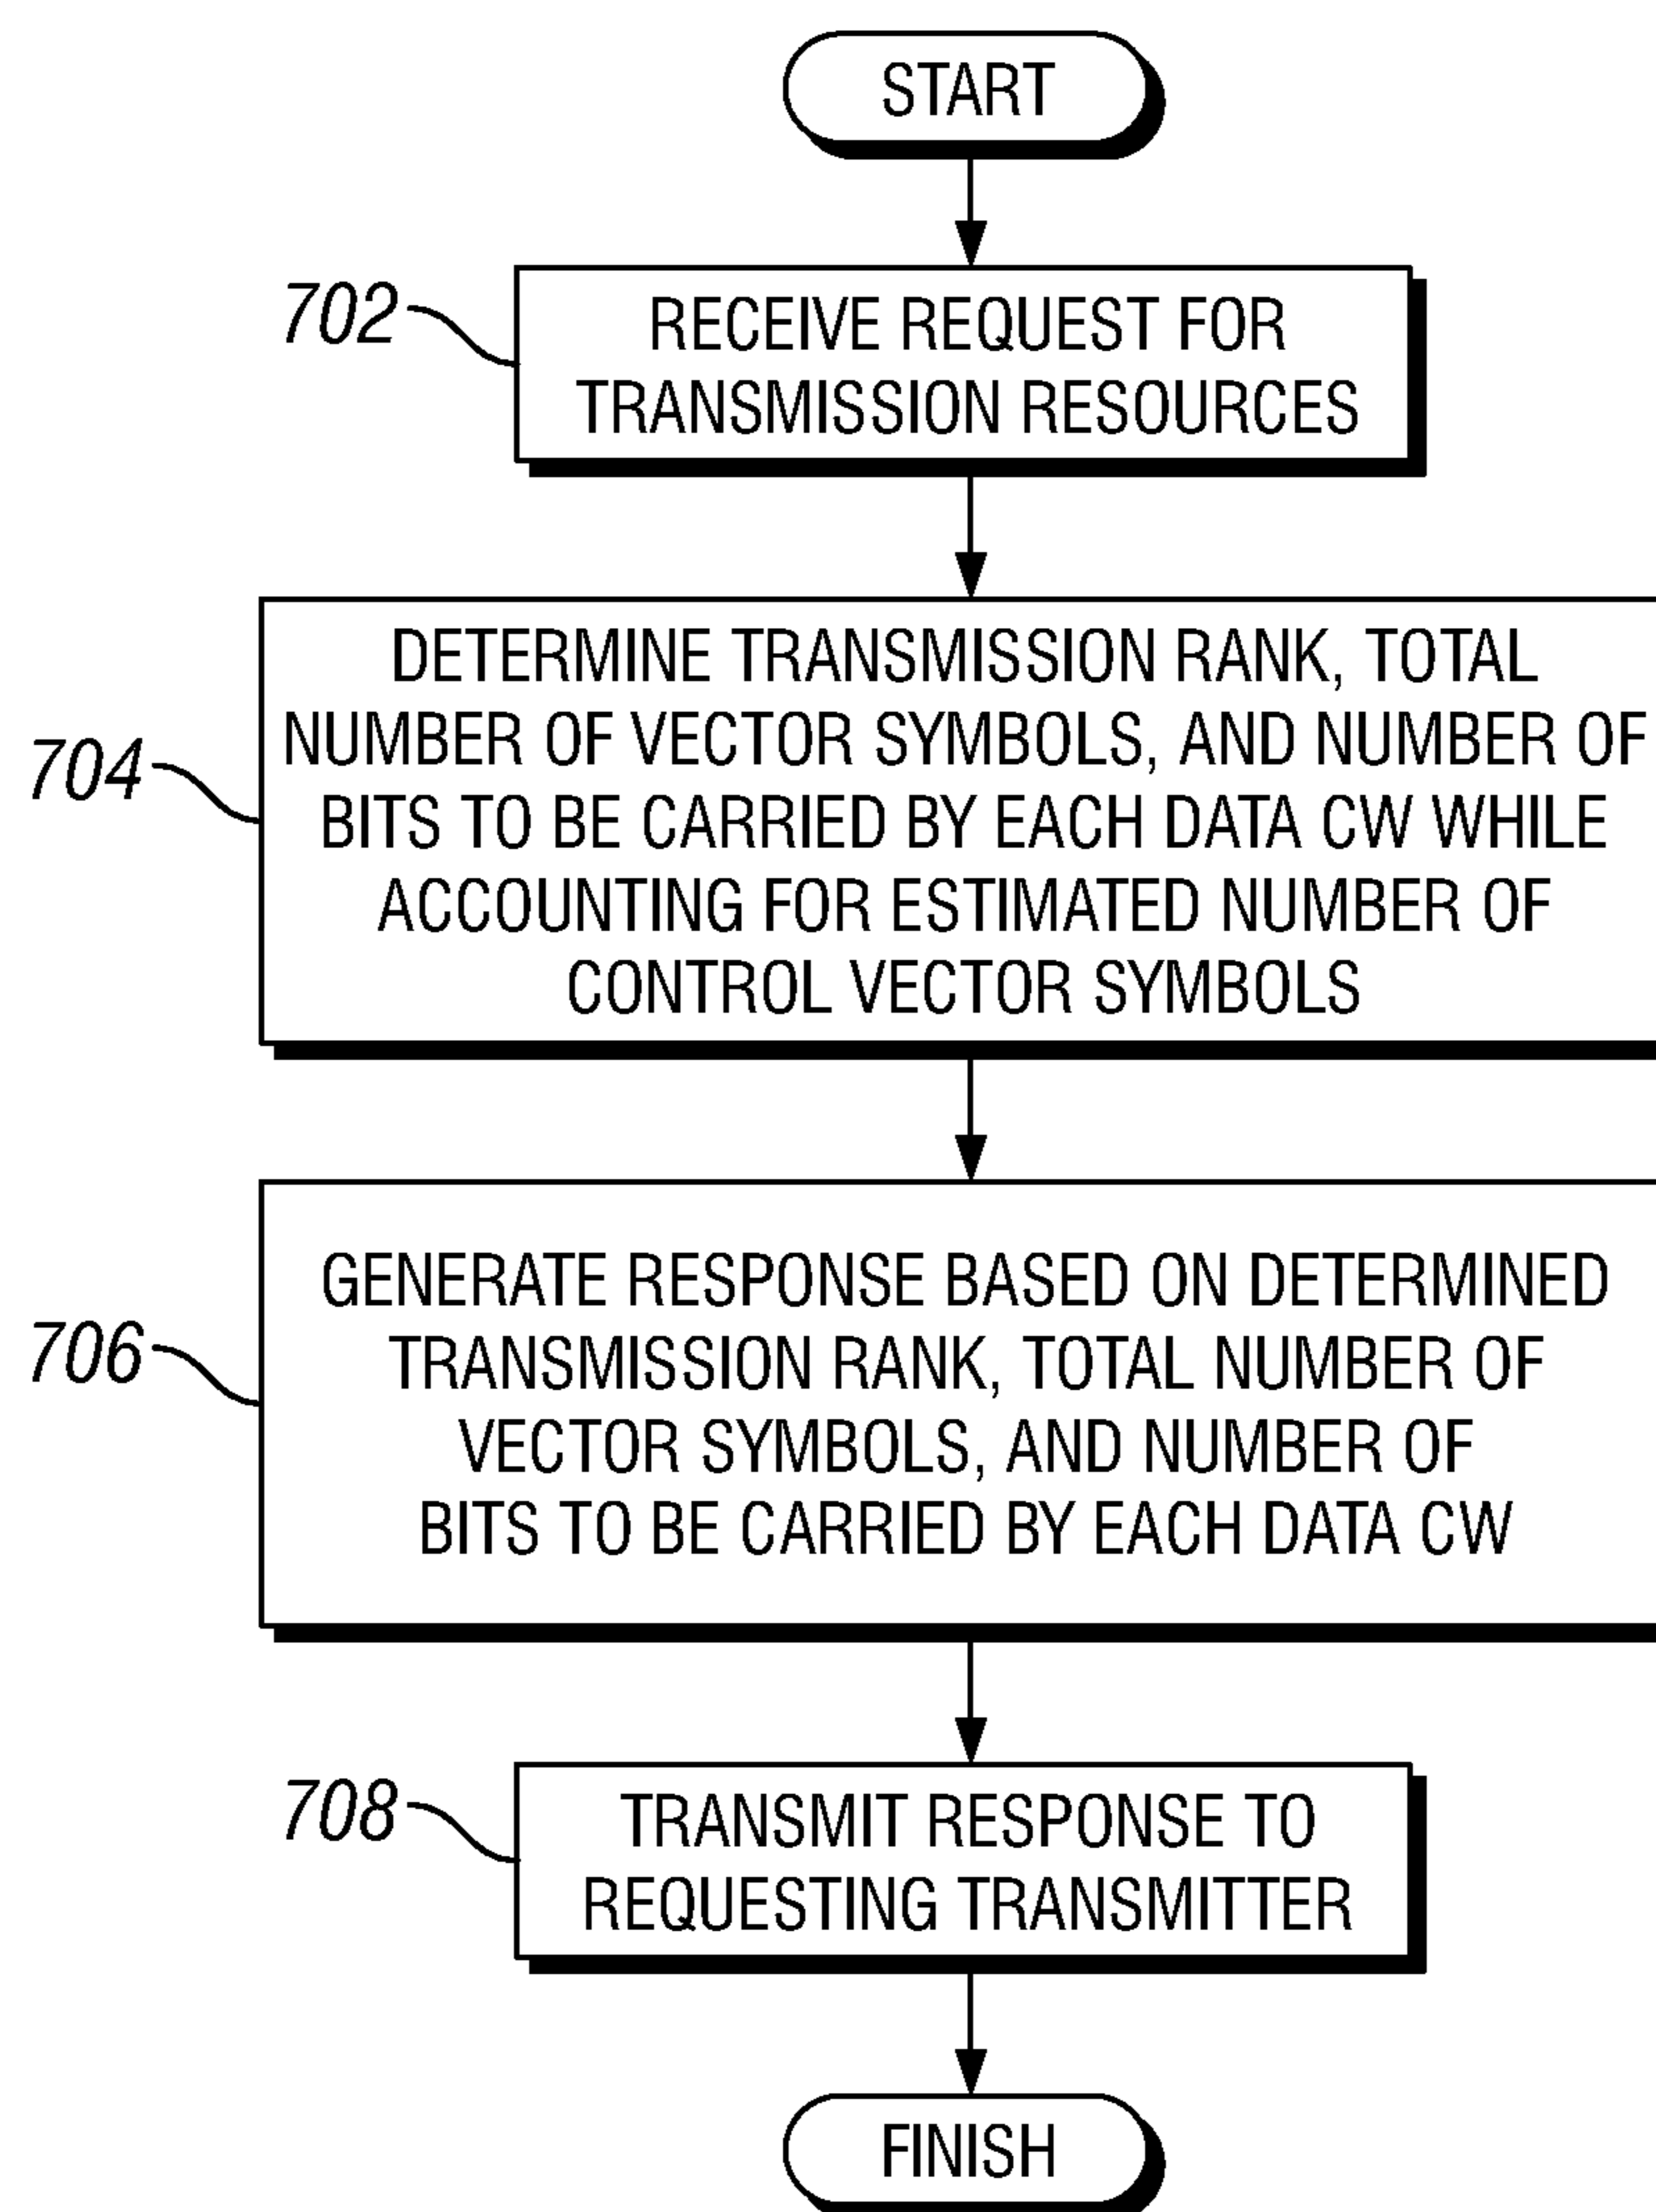 START
702
RECEIVE REQUEST FOR
TRANSMISSION RESOURCES
704
DETERMINE TRANSMISSION RANK, TOTAL
NUMBER OF VECTOR SYMBOLS, AND NUMBER OF
BITS TO BE CARRIED BY EACH DATA CW WHILE
ACCOUNTING FOR ESTIMATED NUMBER OF
CONTROL VECTOR SYMBOLS
706
GENERATE RESPONSE BASED ON DETERMINED
TRANSMISSION RANK, TOTAL NUMBER OF
VECTOR SYMBOLS, AND NUMBER OF
BITS TO BE CARRIED BY EACH DATA CW
708
TRANSMIT RESPONSE TO
REQUESTING TRANSMITTER
FINISH